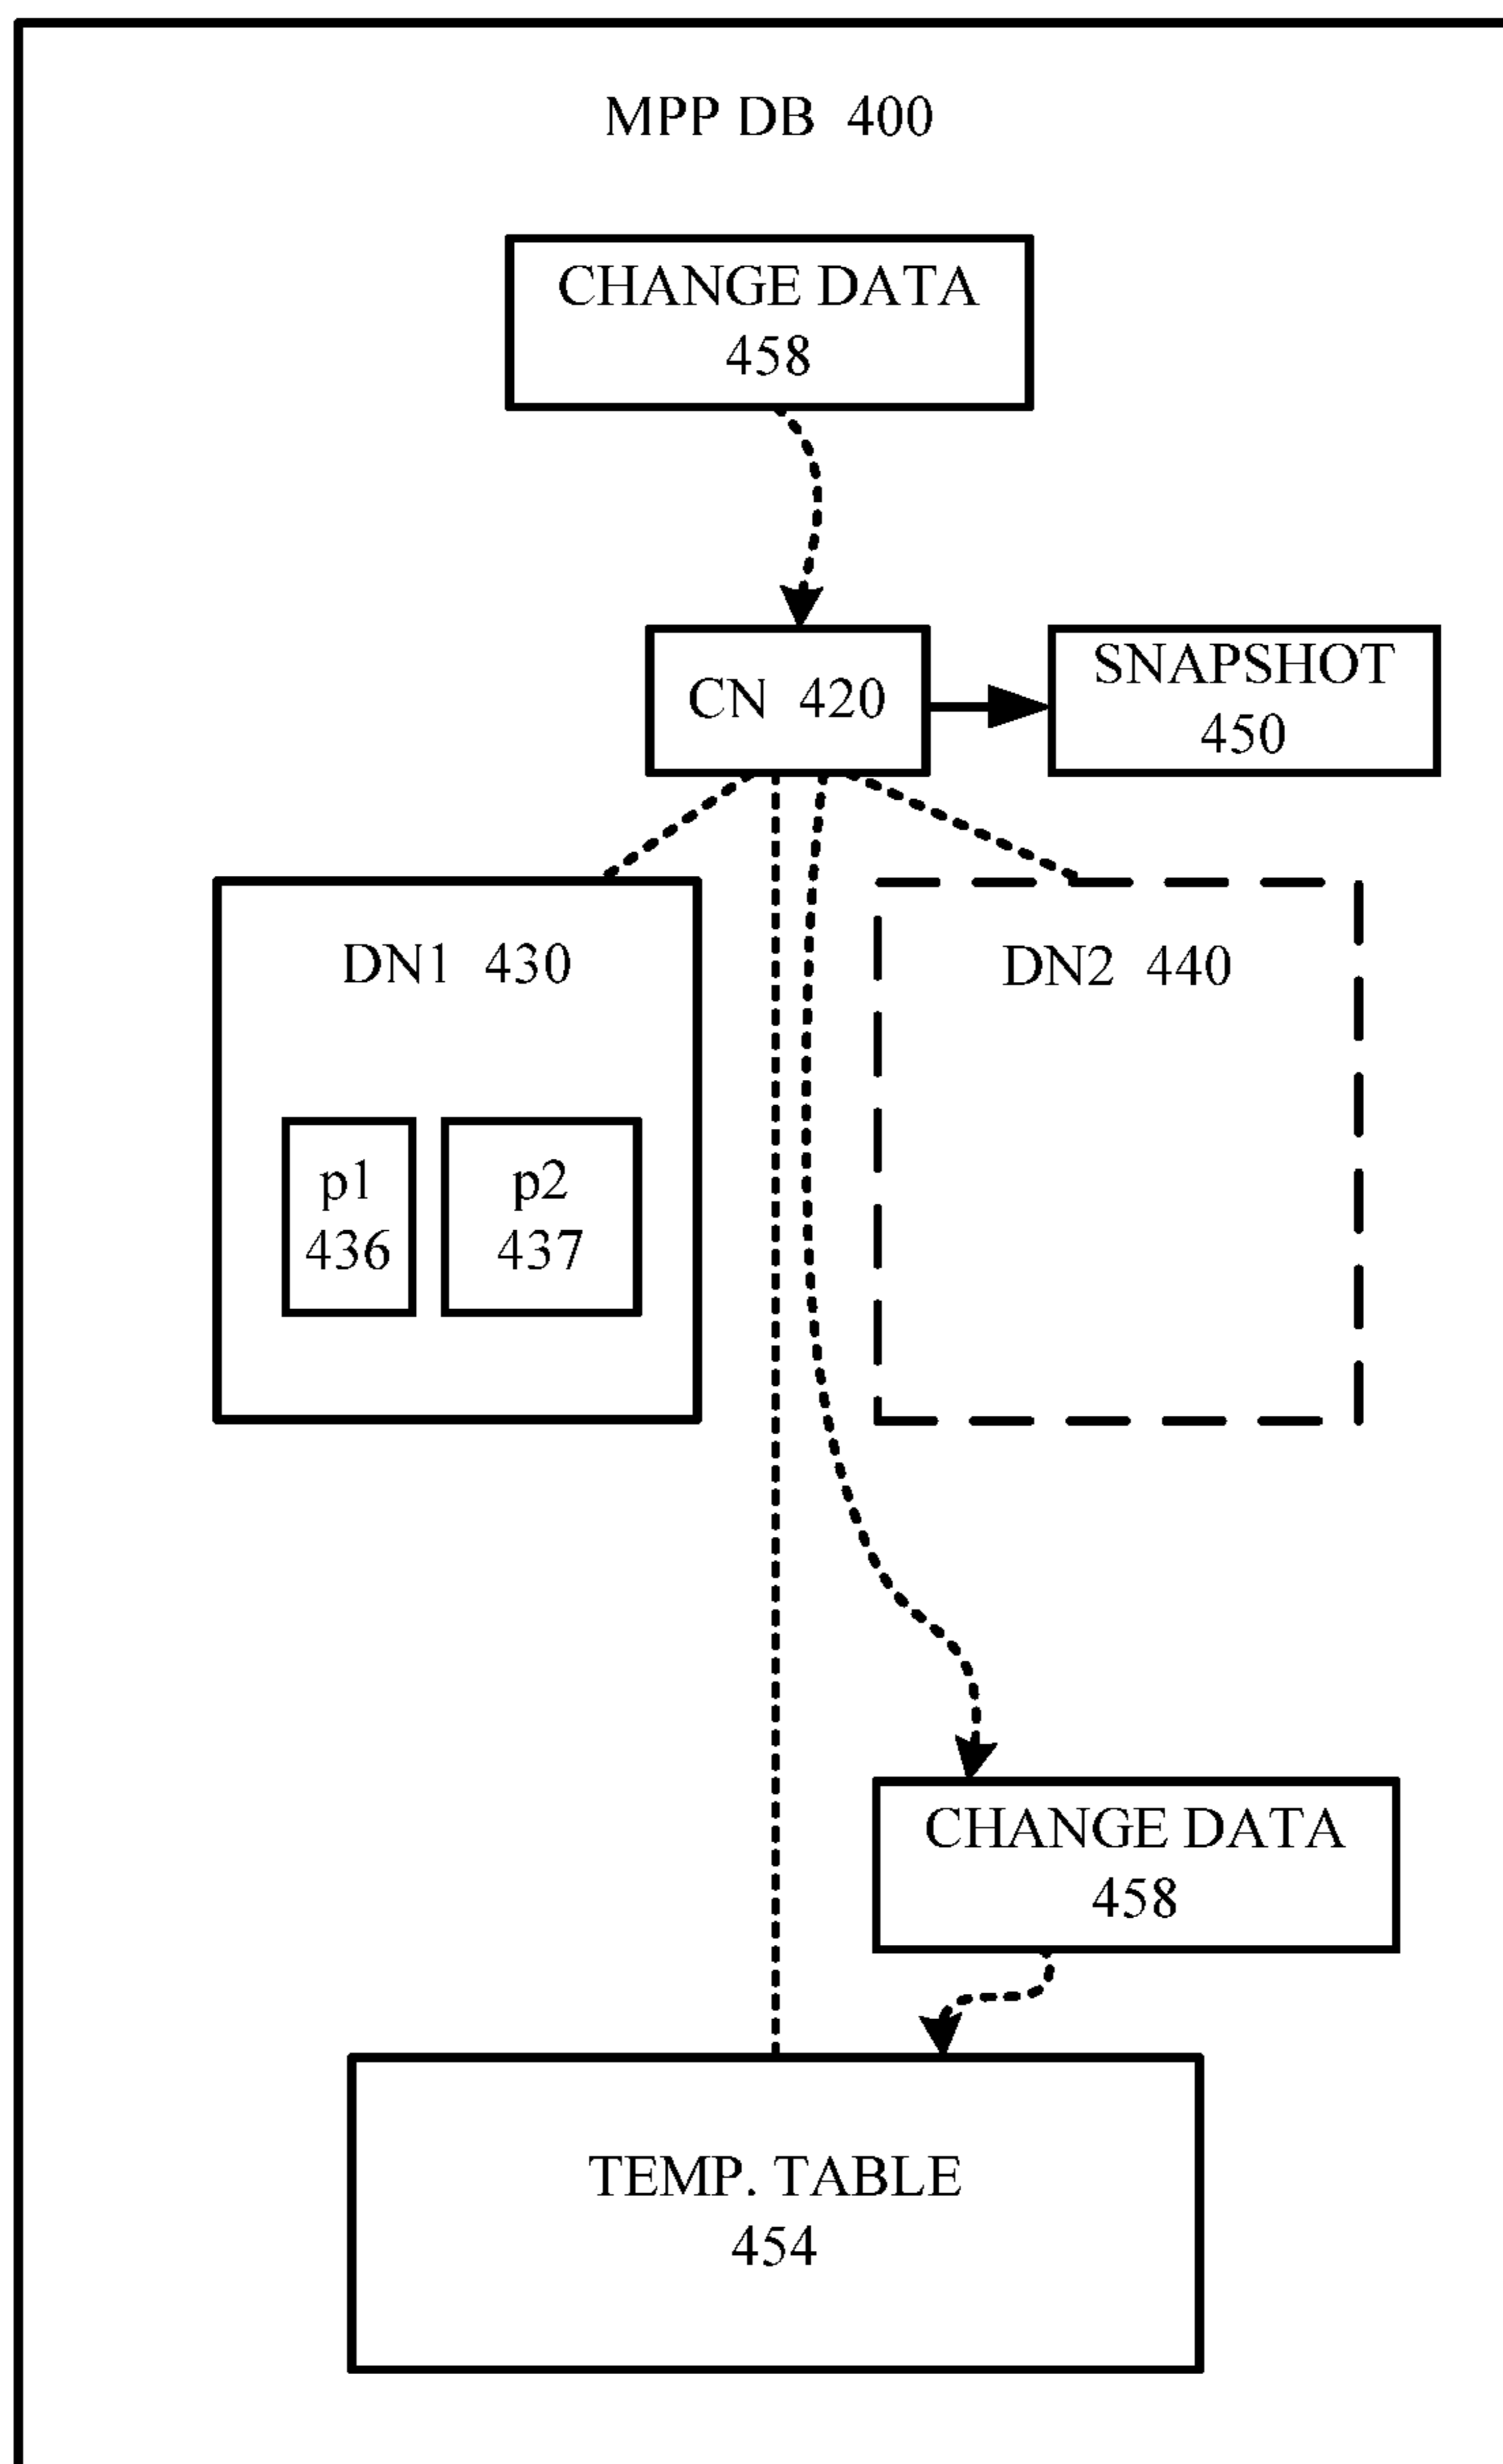 MPP DB 400
CHANGE DATA
458
CN 420
SNAPSHOT
450
DN1 430
DN2 440
p1
436
p2
437
CHANGE DATA
458
TEMP. TABLE
454